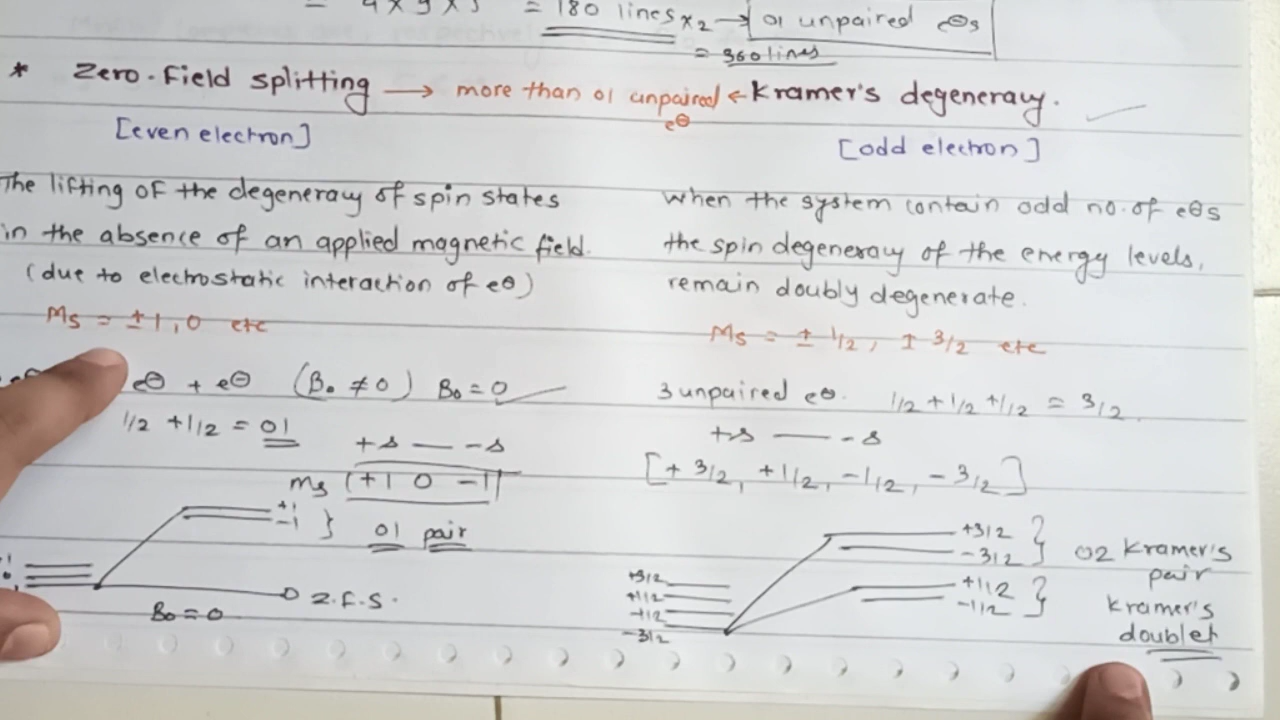 = 4 x 9 x 5 = 180 lines x2 → 01 unpaired e⊖s
= 360 lines
* Zero-Field splitting → more than 01 unpaired e⊖ ← Kramer's degeneracy.
[even electron] [odd electron]
The lifting of the degeneracy of spin states
in the absence of an applied magnetic field.
(due to electrostatic interaction of e⊖)
Ms = ±1, 0 etc
when the system contain odd no. of e⊖s
the spin degeneracy of the energy levels,
remain doubly degenerate.
Ms = ± 1/2, ± 3/2 etc
e⊖ + e⊖ (B₀ ≠ 0) B₀ = 0
1/2 + 1/2 = 01
+s — -s
ms +1 0 -1
+1
-1 } 01 pair
Z.F.S.
B₀ = 0
3 unpaired e⊖. 1/2 + 1/2 + 1/2 = 3/2
+s — -s
[+ 3/2, + 1/2, - 1/2, - 3/2]
+3/2
+1/2
-1/2
-3/2
+3/2
-3/2 }
+1/2
-1/2 }
02 Kramer's
pair
Kramer's
doublet